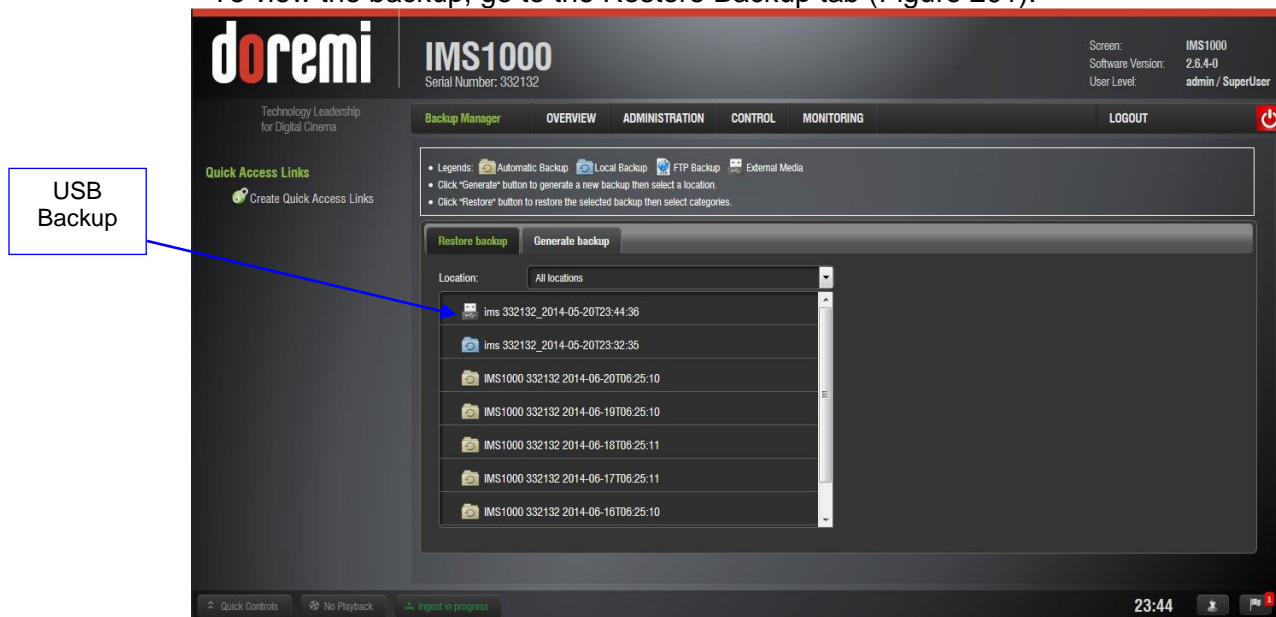 To view the backup, go to the Restore Backup tab (Figure 201).
doremi
Technology Leadership
for Digital Cinema
IMS1000
Serial Number: 332132
Screen: IMS1000
Software Version: 2.6.4-0
User Level: admin / SuperUser
Backup Manager OVERVIEW ADMINISTRATION CONTROL MONITORING LOGOUT
USB
Backup
Quick Access Links
Create Quick Access Links
• Legends: Automatic Backup Local Backup FTP Backup External Media
• Click "Generate" button to generate a new backup then select a location.
• Click "Restore" button to restore the selected backup then select categories.
Restore backup Generate backup
Location: All locations
ims 332132_2014-05-20T23:44:36
ims 332132_2014-05-20T23:32:35
IMS1000 332132 2014-06-20T06:25:10
IMS1000 332132 2014-06-19T06:25:10
IMS1000 332132 2014-06-18T06:25:11
IMS1000 332132 2014-06-17T06:25:11
IMS1000 332132 2014-06-16T06:25:10
Quick Controls No Playback Ingest in progress 23:44 1